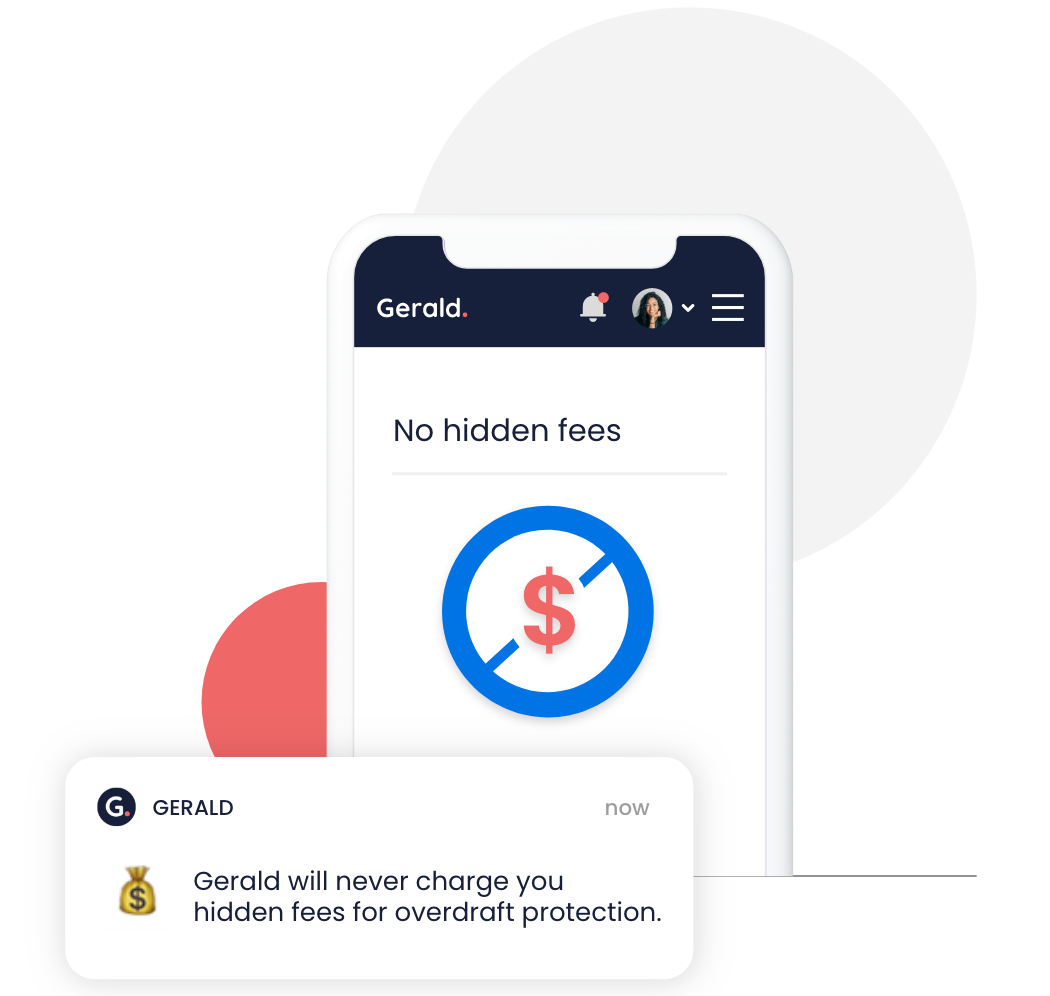 Gerald.
No hidden fees
$
G.
GERALD
now
$
Gerald will never charge you
hidden fees for overdraft protection.